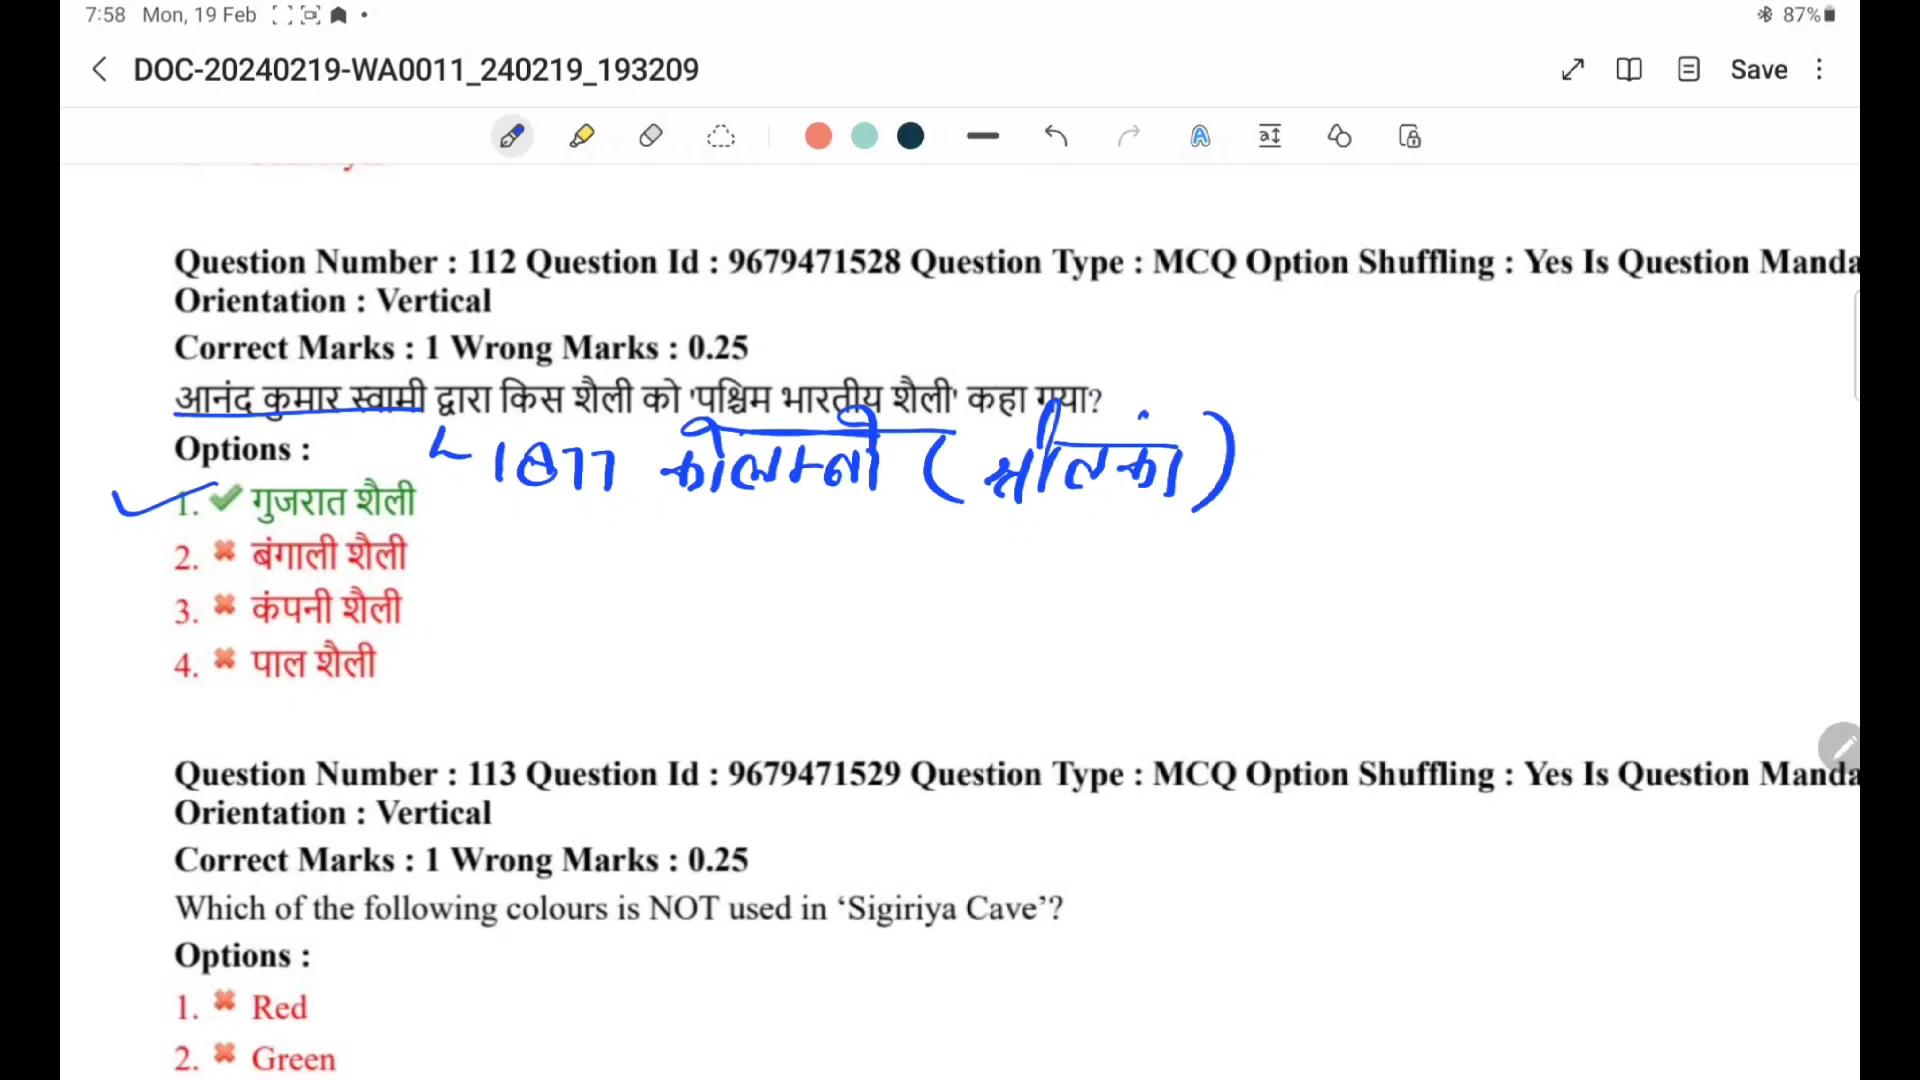 7:58 Mon, 19 Feb
87%
DOC-20240219-WA0011_240219_193209
Save
Question Number : 112 Question Id : 9679471528 Question Type : MCQ Option Shuffling : Yes Is Question Manda
Orientation : Vertical
Correct Marks : 1 Wrong Marks : 0.25
आनंद कुमार स्वामी द्वारा किस शैली को 'पश्चिम भारतीय शैली' कहा गया?
Options :
1877 कोलम्बो (श्रीलंका)
1. गुजरात शैली
2. बंगाली शैली
3. कंपनी शैली
4. पाल शैली
Question Number : 113 Question Id : 9679471529 Question Type : MCQ Option Shuffling : Yes Is Question Manda
Orientation : Vertical
Correct Marks : 1 Wrong Marks : 0.25
Which of the following colours is NOT used in ‘Sigiriya Cave’?
Options :
1. Red
2. Green